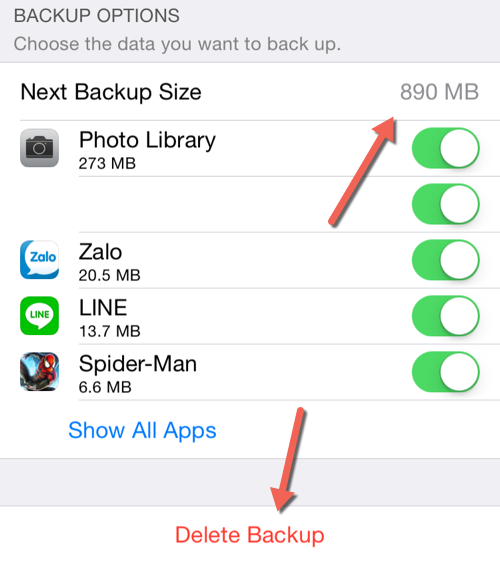 BACKUP OPTIONS
Choose the data you want to back up.
Next Backup Size 890 MB
Photo Library
273 MB
Zalo
Zalo
20.5 MB
LINE
LINE
13.7 MB
Spider-Man
6.6 MB
Show All Apps
Delete Backup